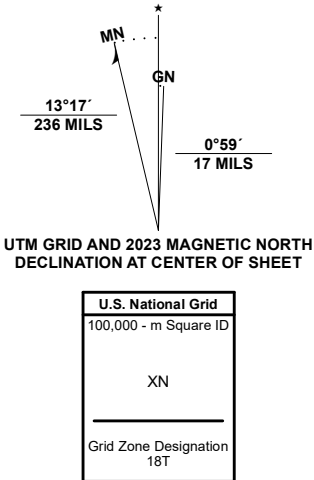 ★
MN
GN
13°17´
236 MILS
0°59´
17 MILS
UTM GRID AND 2023 MAGNETIC NORTH
DECLINATION AT CENTER OF SHEET
U.S. National Grid
100,000 - m Square ID
XN
Grid Zone Designation
18T